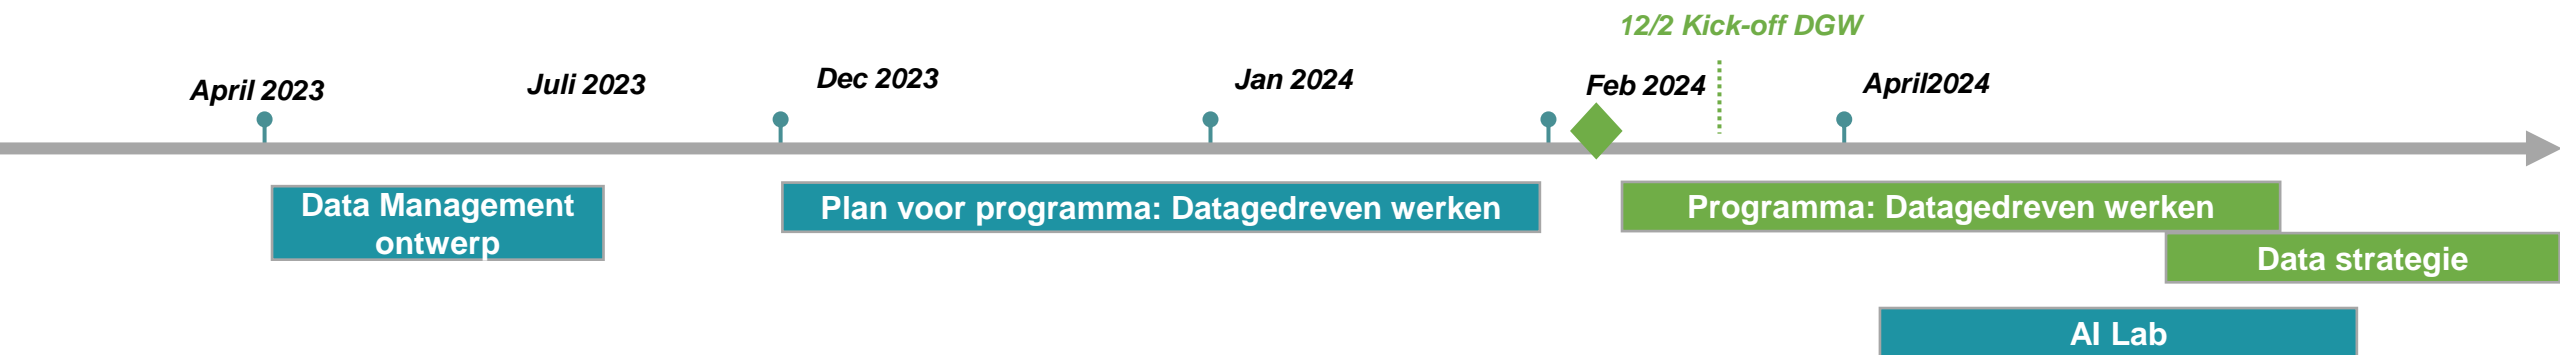 12/2 Kick-off DGW
April 2023
Juli 2023
Dec 2023
Jan 2024
Feb 2024
April2024
Data Management
ontwerp
Plan voor programma: Datagedreven werken
Programma: Datagedreven werken
Data strategie
AI Lab